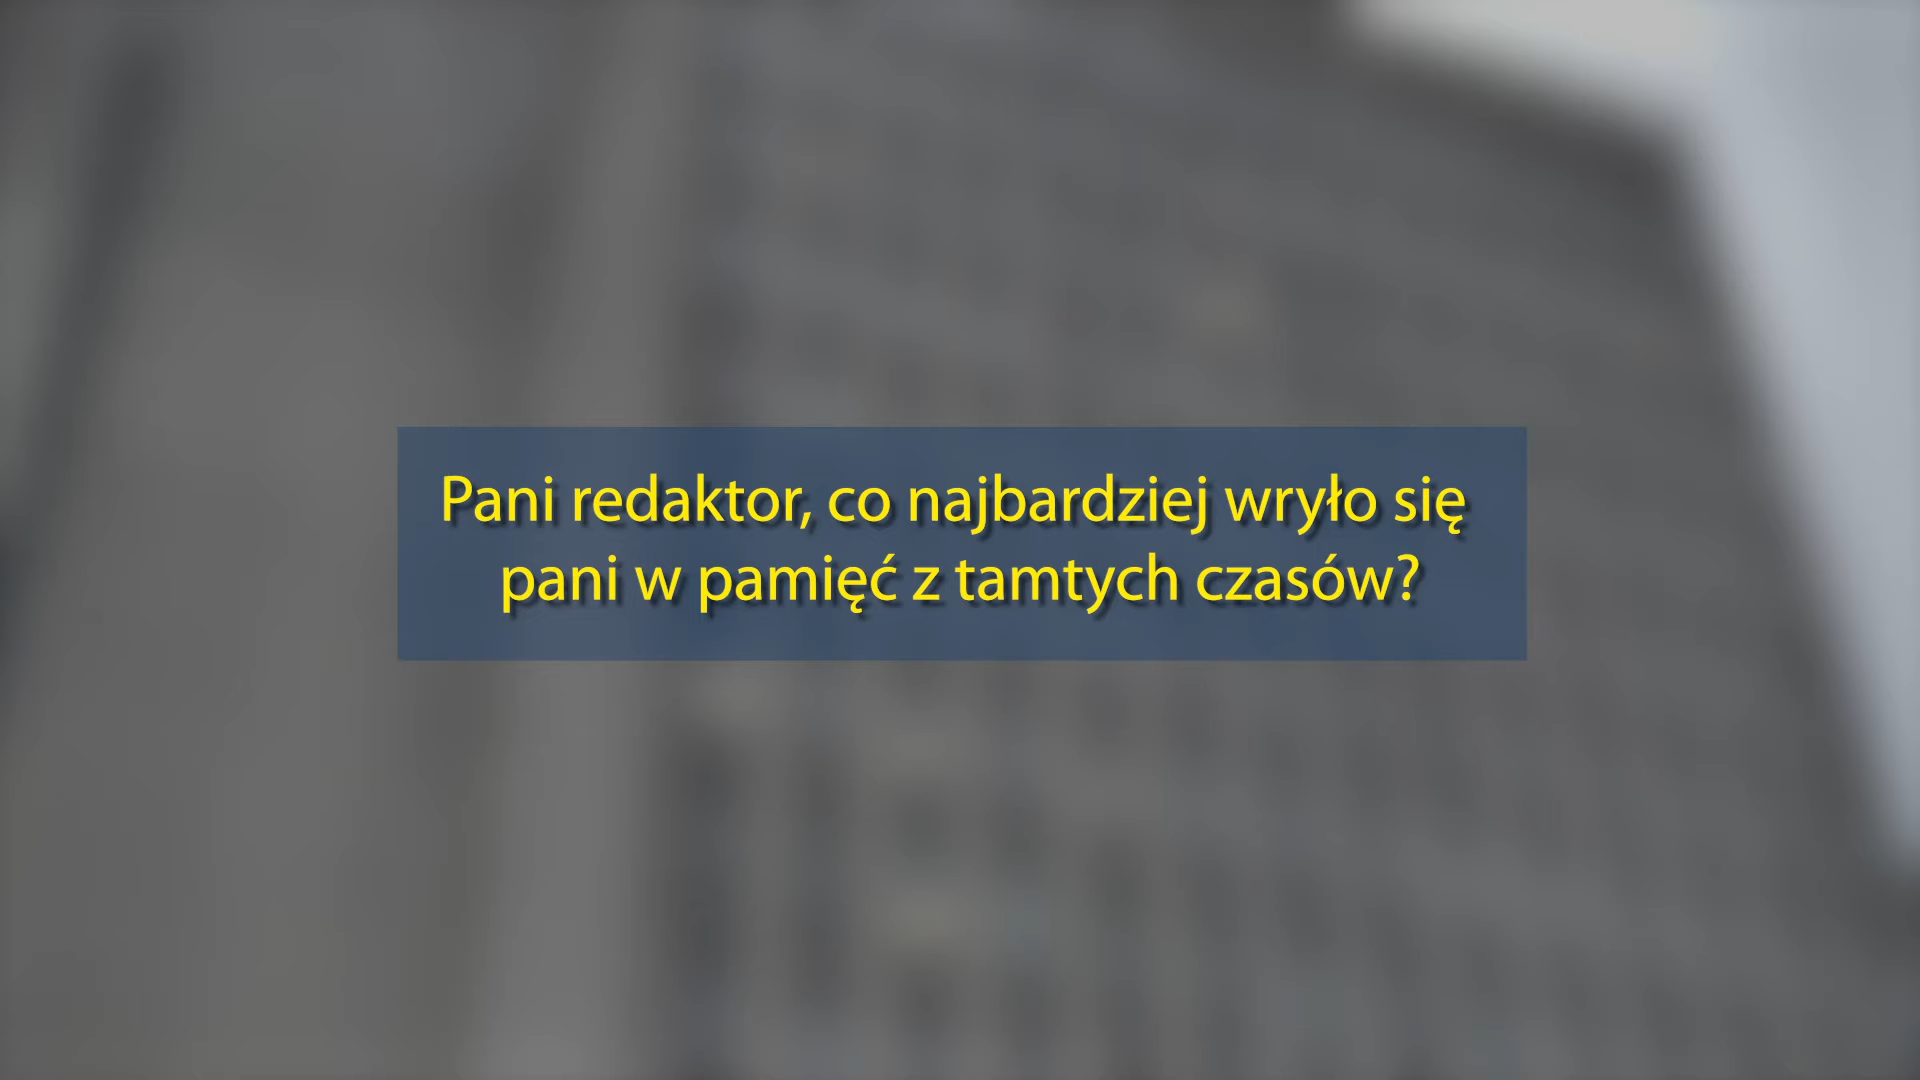 Pani redaktor, co najbardziej wryło się
pani w pamięć z tamtych czasów?